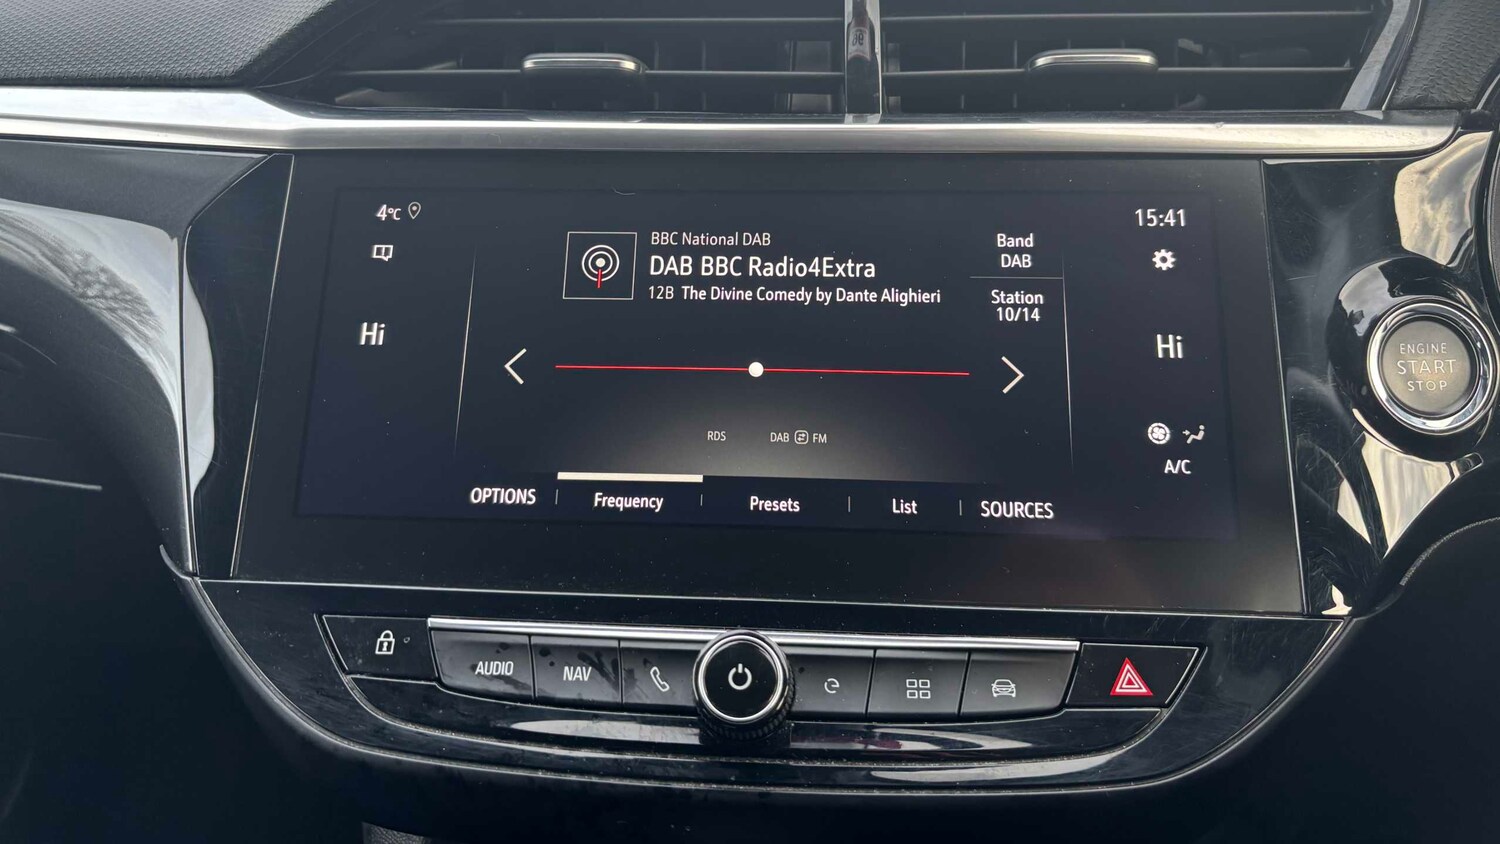 4°C
15:41
BBC National DAB
DAB BBC Radio4Extra
12B The Divine Comedy by Dante Alighieri
Band
DAB
Station
10/14
Hi
Hi
RDS
DAB FM
A/C
OPTIONS
Frequency
Presets
List
SOURCES
ENGINE
START
STOP
AUDIO
NAV